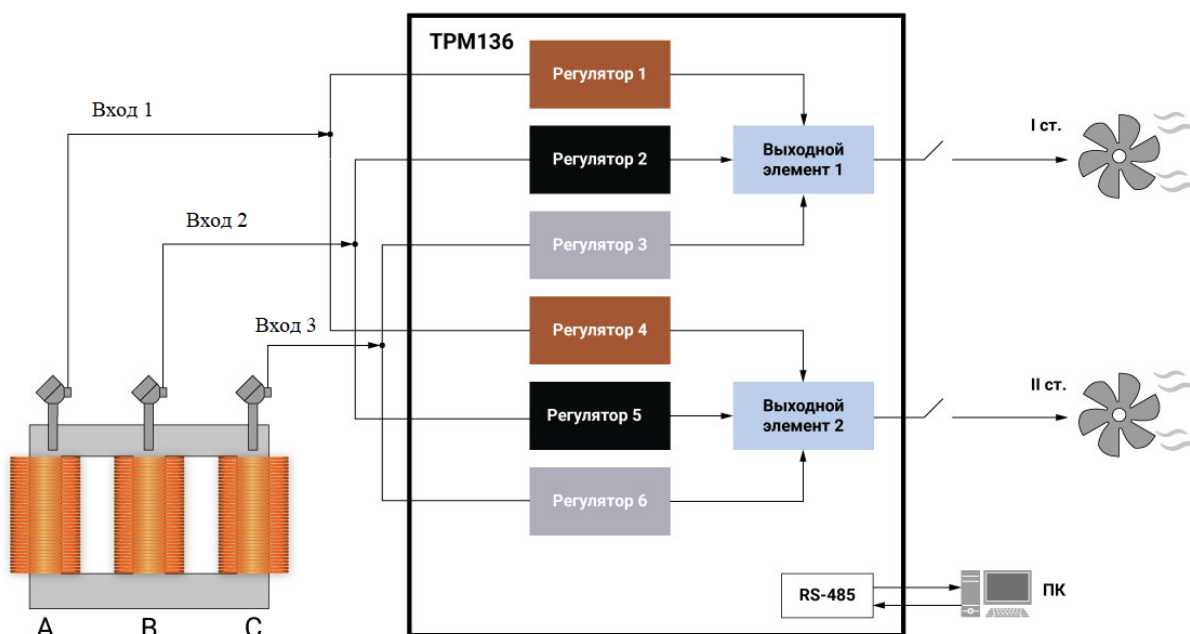 ТРМ136
Регулятор 1
Вход 1
I ст.
Регулятор 2
Выходной
элемент 1
Вход 2
Регулятор 3
Вход 3
Регулятор 4
II ст.
Регулятор 5
Выходной
элемент 2
Регулятор 6
RS-485
ПК
A
B
C